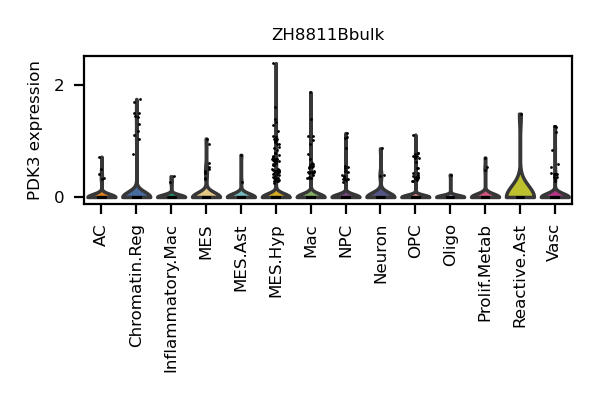 ZH8811Bbulk
PDK3 expression
2
0
AC
Chromatin.Reg
Inflammatory.Mac
MES
MES.Ast
MES.Hyp
Mac
NPC
Neuron
OPC
Oligo
Prolif.Metab
Reactive.Ast
Vasc